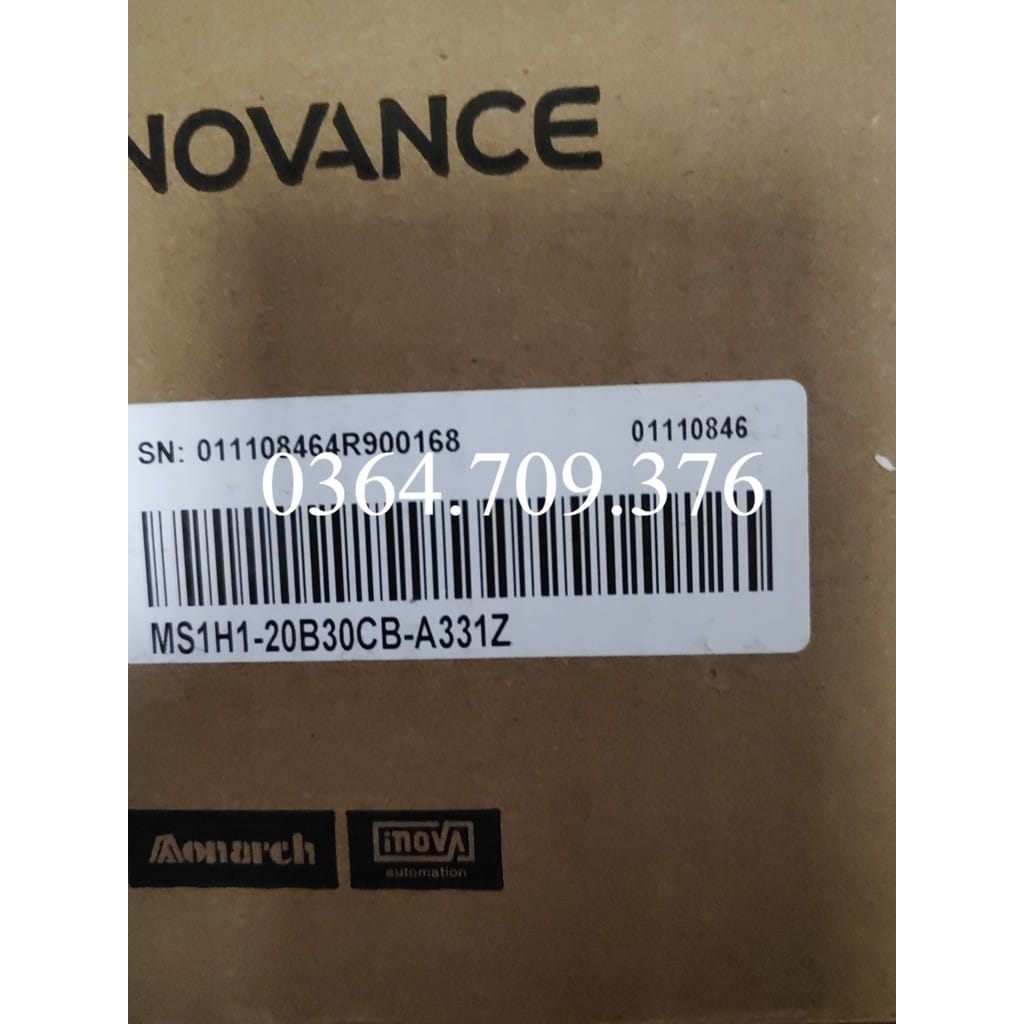 NOVANCE
SN: 011108464R900168 01110846
0364.709.376
MS1H1-20B30CB-A331Z
Monarch inovA
automation